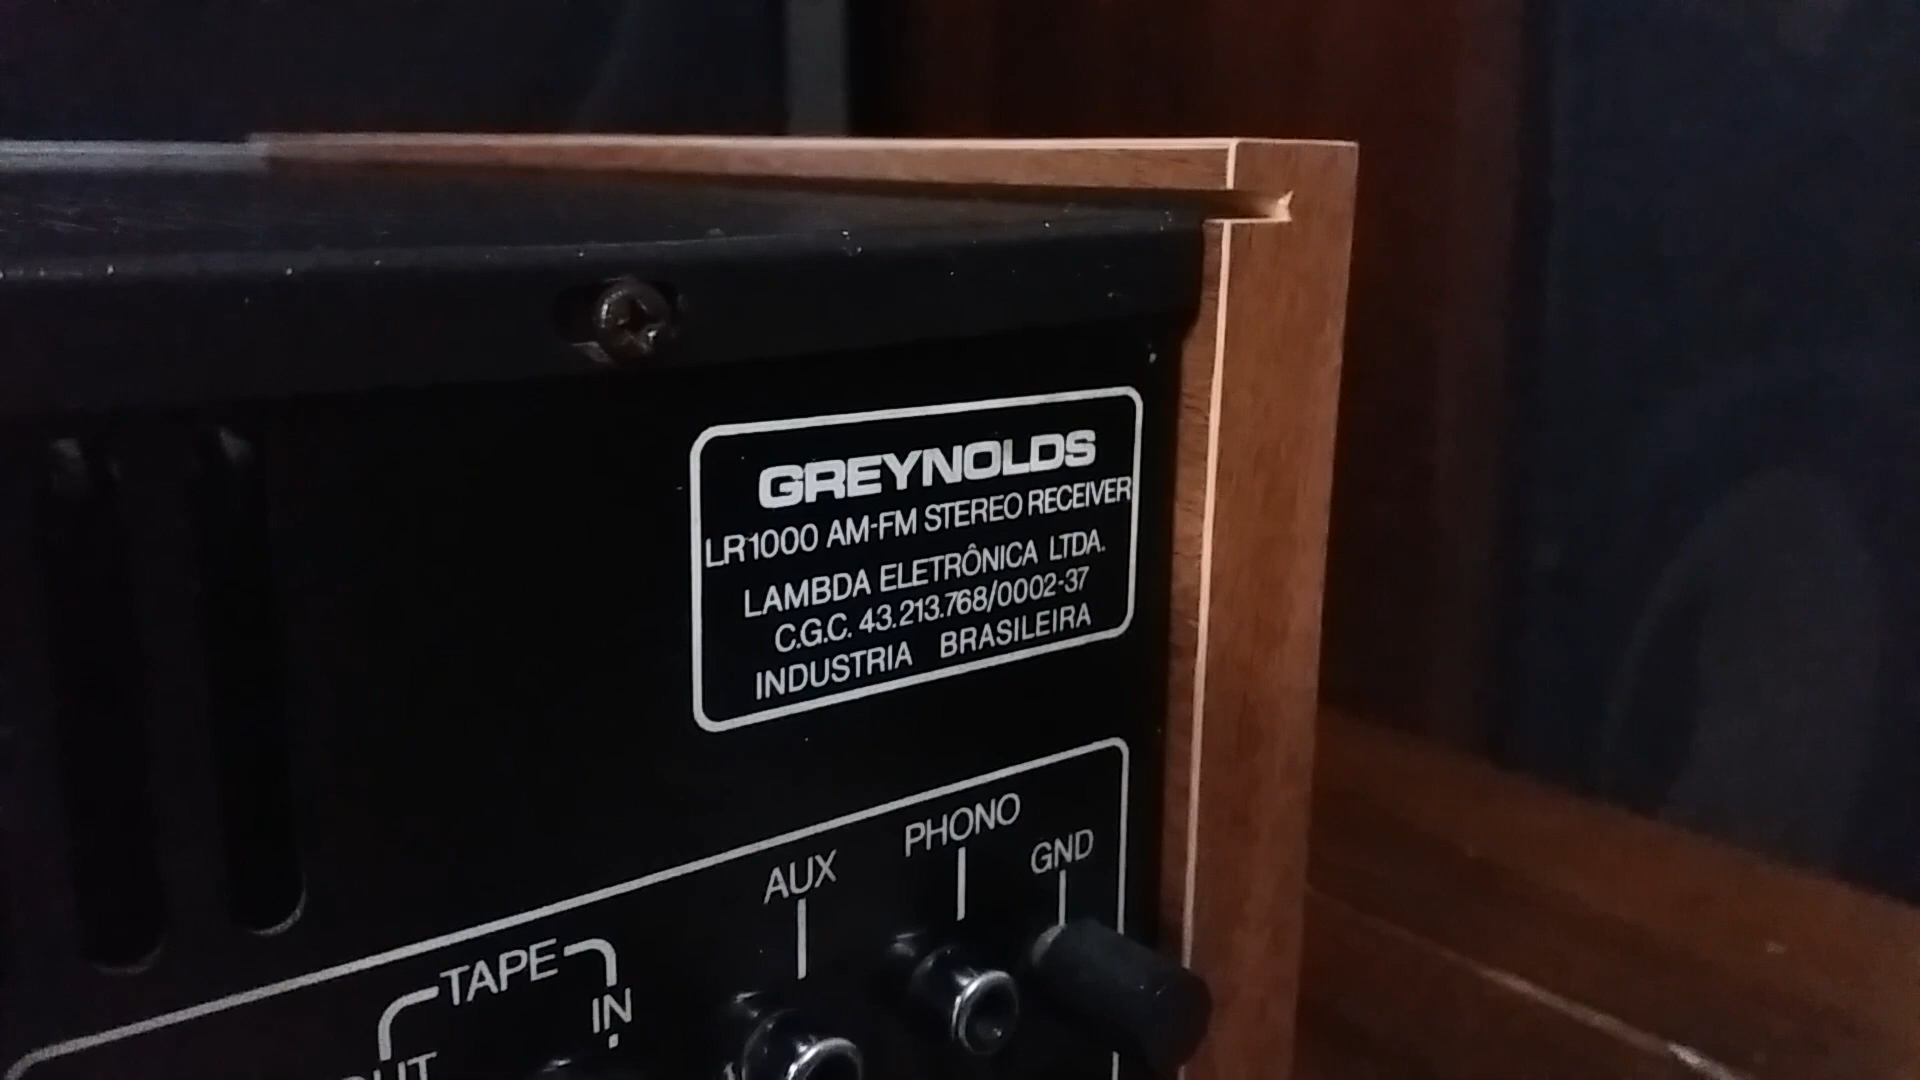 GREYNOLDS
LR1000 AM-FM STEREO RECEIVER
LAMBDA ELETRÔNICA LTDA.
C.G.C. 43.213.768/0002-37
INDUSTRIA BRASILEIRA
PHONO
AUX
GND
TAPE
IN